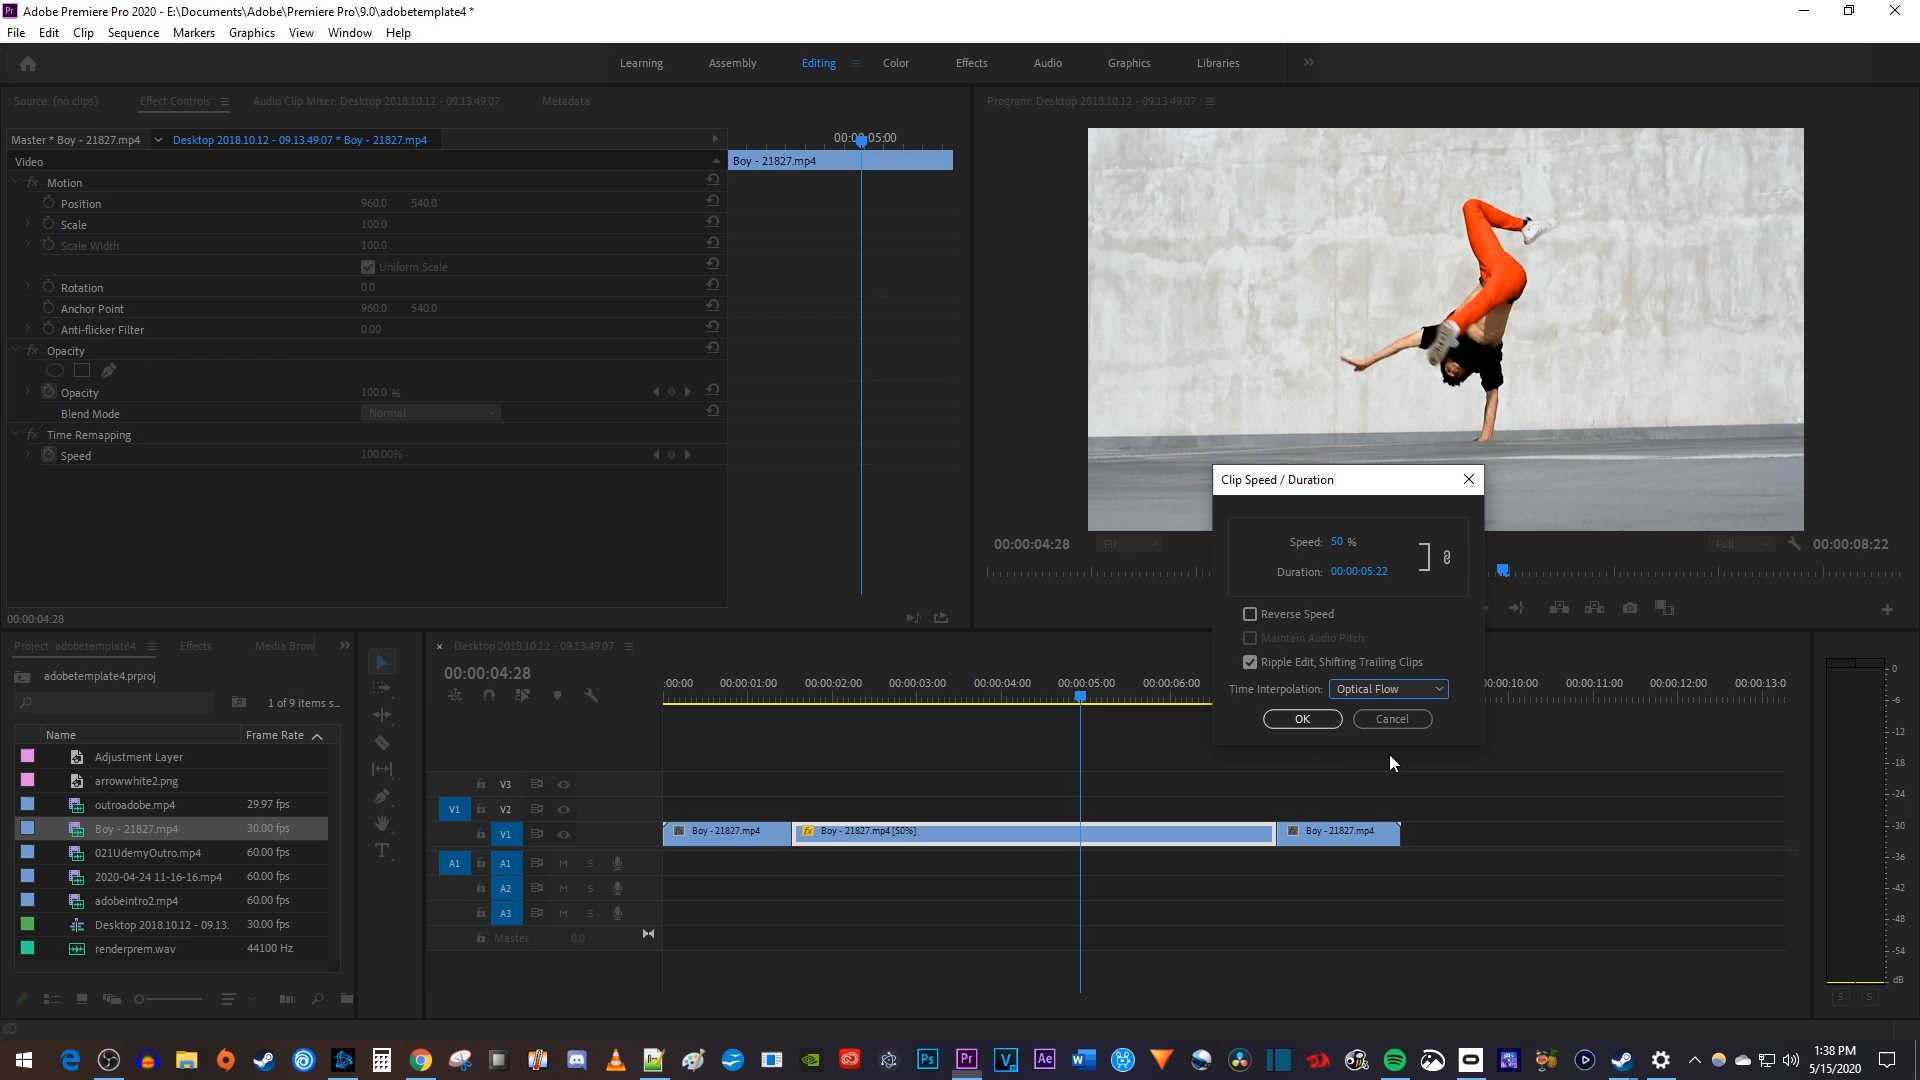 Adobe Premiere Pro 2020 - E:\Documents\Adobe\Premiere Pro\9.0\adobetemplate4 *
File Edit Clip Sequence Markers Graphics View Window Help
Learning Assembly Editing Color Effects Audio Graphics Libraries
Source: (no clips) Effect Controls Audio Clip Mixer: Desktop 2018.10.12 - 09.13.49.07 Metadata
Program: Desktop 2018.10.12 - 09.13.49.07
Master * Boy - 21827.mp4 Desktop 2018.10.12 - 09.13.49.07 * Boy - 21827.mp4
Video Boy - 21827.mp4
fx Motion
Position 960.0 540.0
Scale 100.0
Scale Width 100.0
Uniform Scale
Rotation 0.0
Anchor Point 960.0 540.0
Anti-flicker Filter 0.00
fx Opacity
Opacity 100.0 %
Blend Mode Normal
fx Time Remapping
Speed 100.00%
00:00:04:28
00:00:04:28 Fit Full 00:00:08:22
Clip Speed / Duration
Speed: 50 %
Duration: 00:00:05:22
Reverse Speed
Maintain Audio Pitch
Ripple Edit, Shifting Trailing Clips
Time Interpolation: Optical Flow
OK Cancel
Project: adobetemplate4 Effects Media Brow
adobetemplate4.prproj
1 of 9 items s...
Name Frame Rate
Adjustment Layer
arrowwhite2.png
outroadobe.mp4 29.97 fps
Boy - 21827.mp4 30.00 fps
021UdemyOutro.mp4 60.00 fps
2020-04-24 11-16-16.mp4 60.00 fps
adobeintro2.mp4 60.00 fps
Desktop 2018.10.12 - 09.13. 30.00 fps
renderprem.wav 44100 Hz
Desktop 2018.10.12 - 09.13.49.07
00:00:04:28
:00:00 00:00:01:00 00:00:02:00 00:00:03:00 00:00:04:00 00:00:05:00 00:00:06:00 00:00:10:00 00:00:11:00 00:00:12:00 00:00:13:0
V3
V1 V2
V1 Boy - 21827.mp4 Boy - 21827.mp4 [50%] Boy - 21827.mp4
A1 A1 M S
A2 M S
A3 M S
Master 0.0
0
-6
-12
-18
-24
-30
-36
-42
-48
-54
dB
S S
1:38 PM
5/15/2020